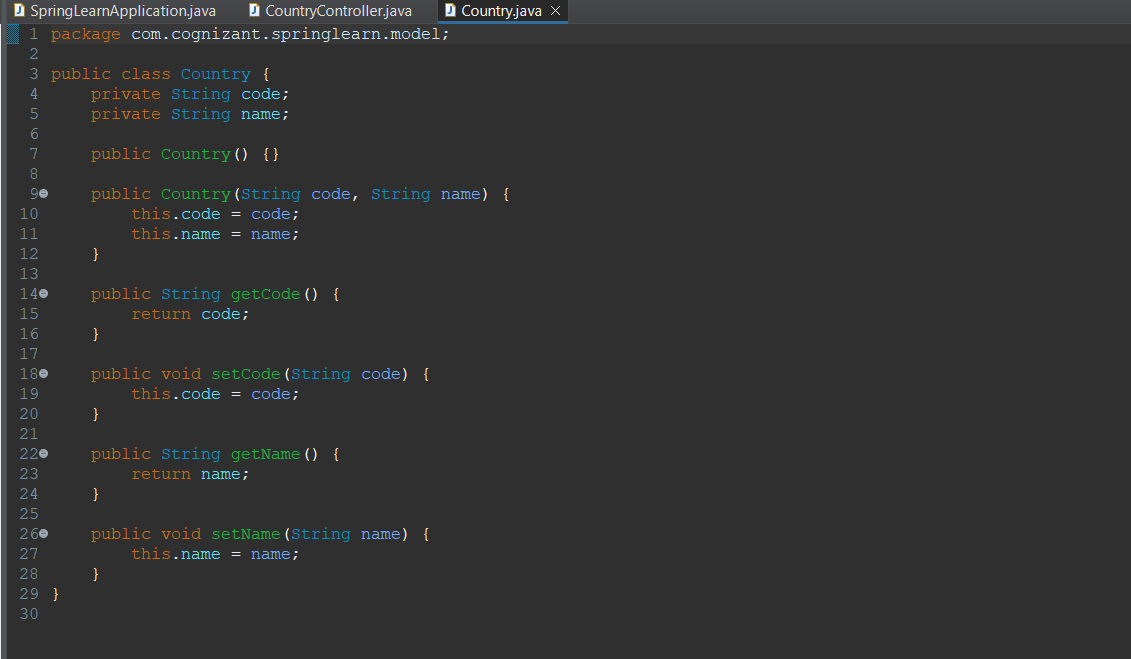 SpringLearnApplication.java CountryController.java Country.java
1 package com.cognizant.springlearn.model;
2
3 public class Country {
4     private String code;
5     private String name;
6
7     public Country() {}
8
9     public Country(String code, String name) {
10         this.code = code;
11         this.name = name;
12     }
13
14     public String getCode() {
15         return code;
16     }
17
18     public void setCode(String code) {
19         this.code = code;
20     }
21
22     public String getName() {
23         return name;
24     }
25
26     public void setName(String name) {
27         this.name = name;
28     }
29 }
30